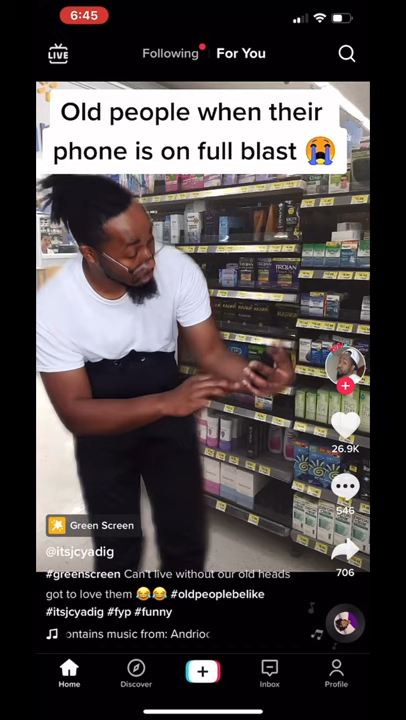 6:45
LIVE
Following
For You
Old people when their
phone is on full blast 😭
TROJAN
26.9K
546
Green Screen
@itsjcyadig
706
#greenscreen Can't live without our old heads
got to love them 😂😂 #oldpeoplebelike
#itsjcyadig #fyp #funny
ontains music from: Andrio
Home
Discover
Inbox
Profile